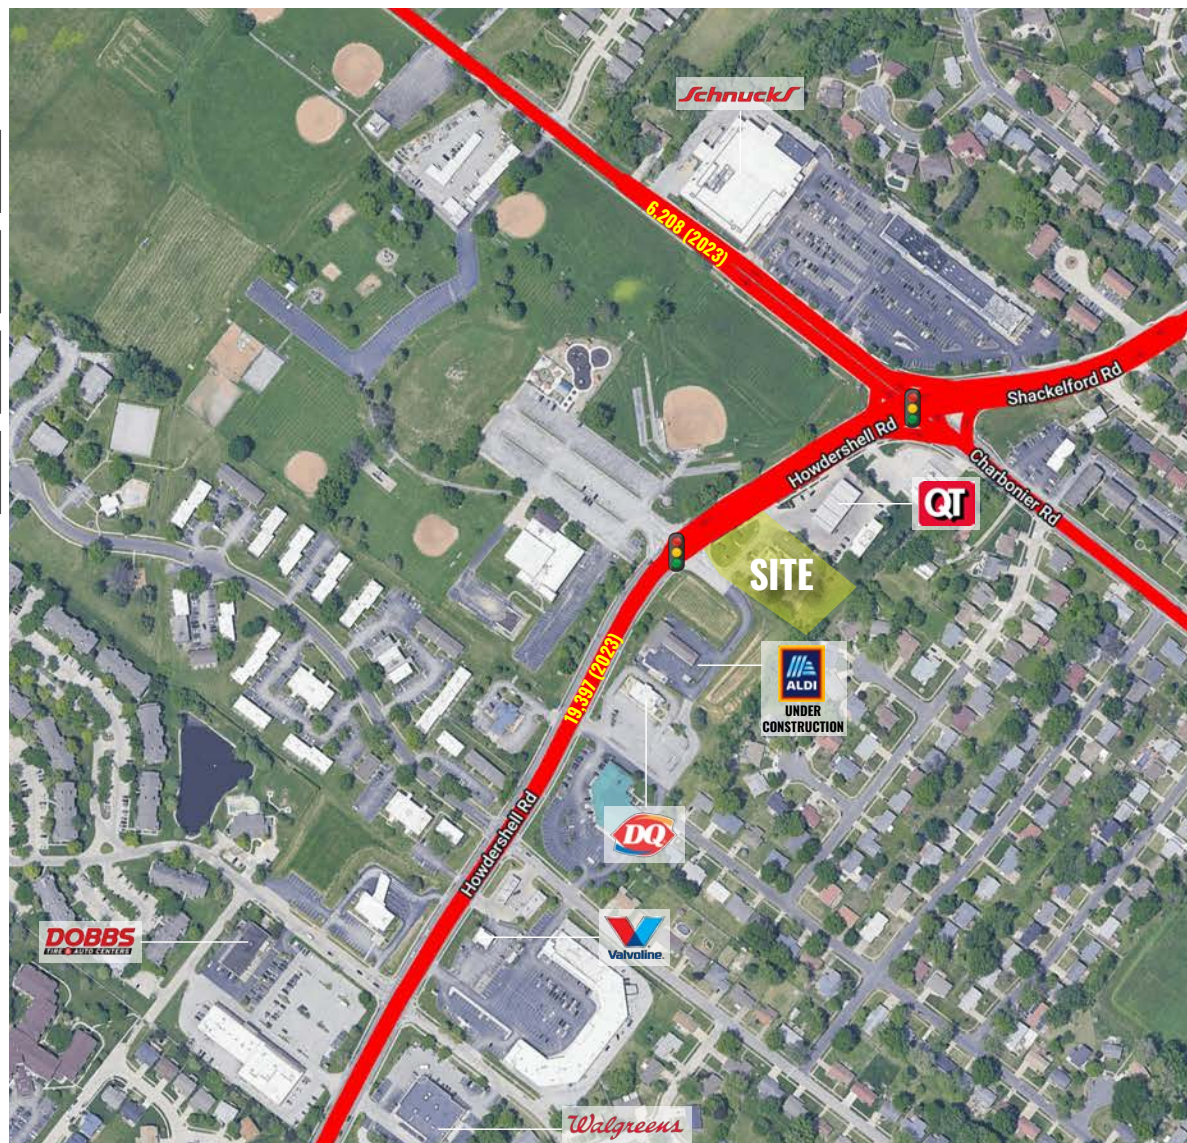 Schnucks
6,208 (2023)
Shackelford Rd
Howdershell Rd
Charbonier Rd
QT
SITE
ALDI
UNDER
CONSTRUCTION
19,397 (2023)
Howdershell Rd
DQ
DOBBS
TIRE & AUTO CENTERS
Valvoline.
Walgreens